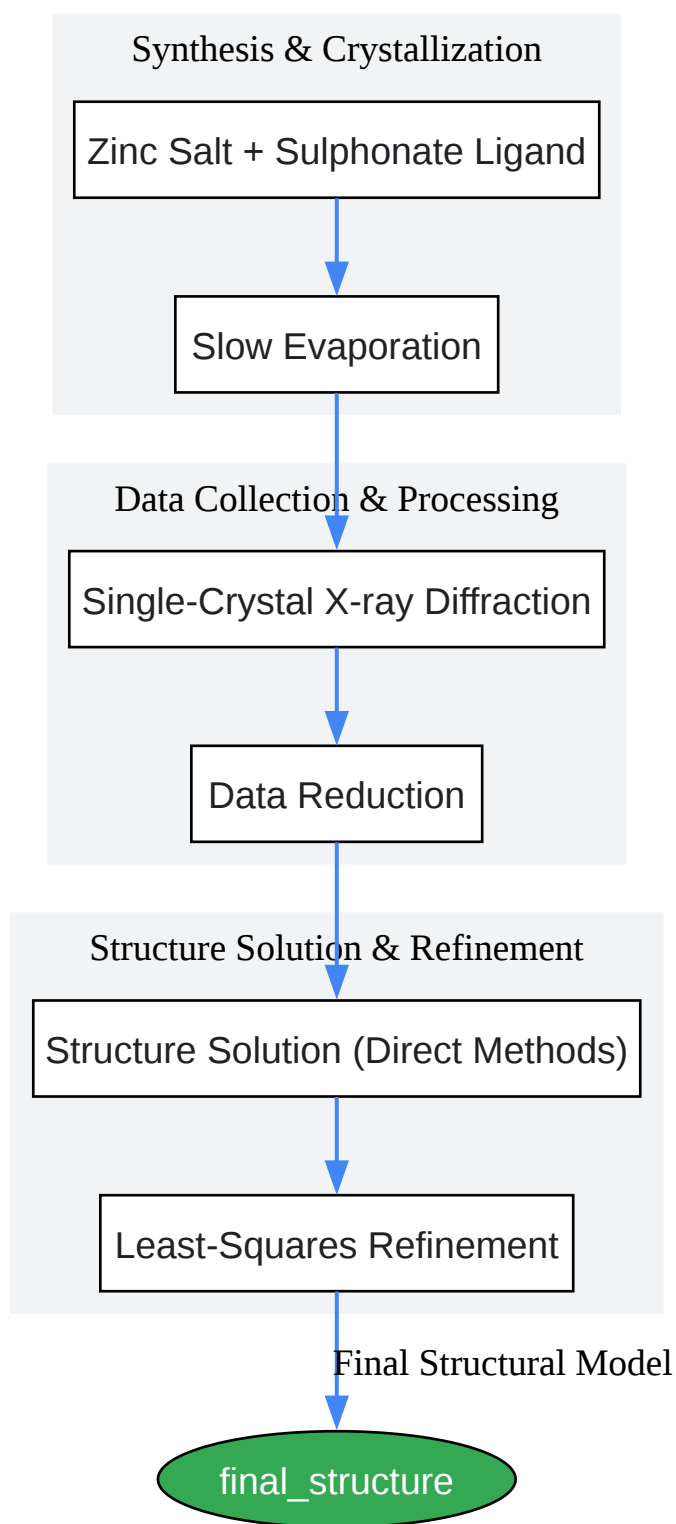 Synthesis & Crystallization
Zinc Salt + Sulphonate Ligand
Slow Evaporation
Data Collection & Processing
Single-Crystal X-ray Diffraction
Data Reduction
Structure Solution & Refinement
Structure Solution (Direct Methods)
Least-Squares Refinement
Final Structural Model
final_structure